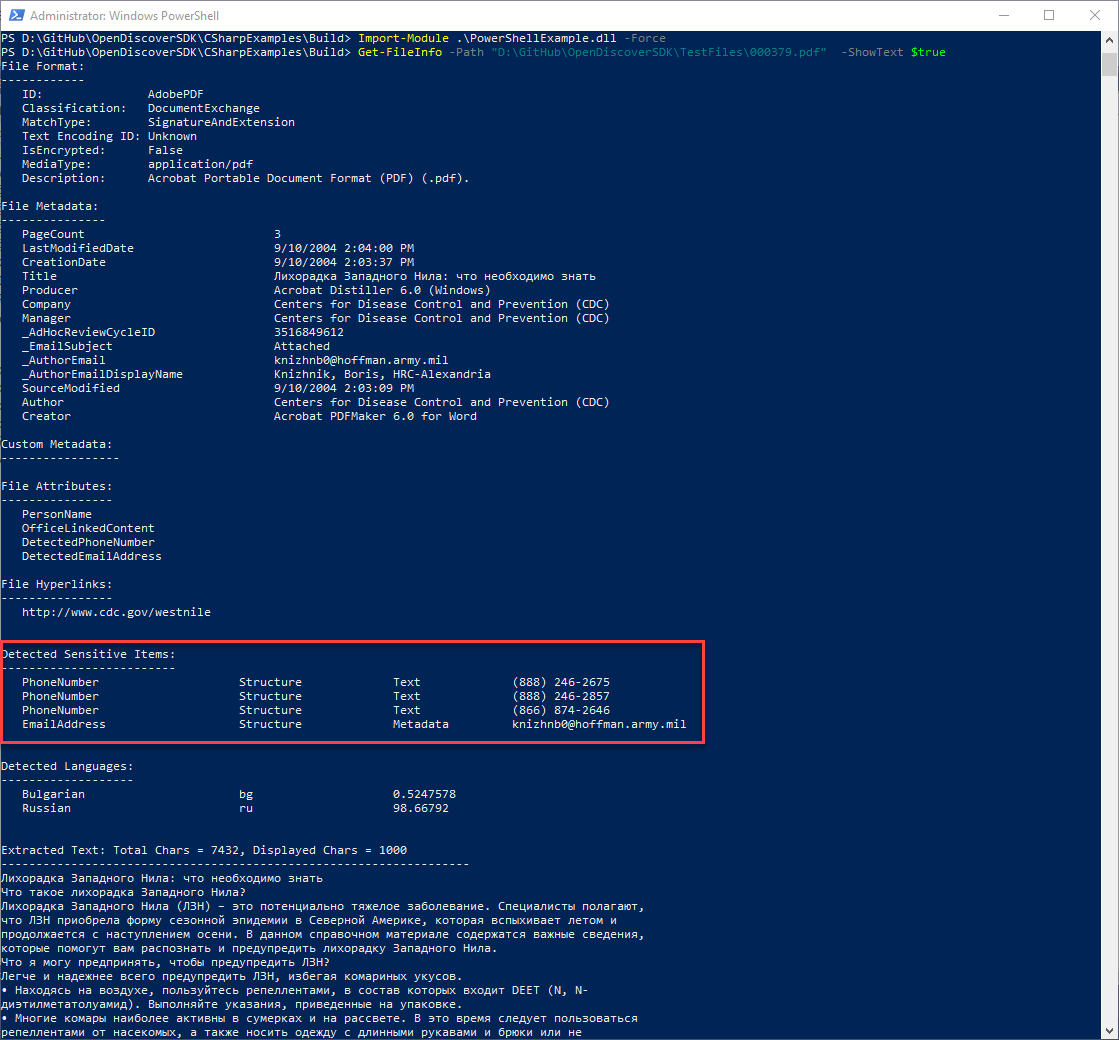 Administrator: Windows PowerShell
PS D:\GitHub\OpenDiscoverSDK\CSharpExamples\Build> Import-Module .\PowerShellExample.dll -Force
PS D:\GitHub\OpenDiscoverSDK\CSharpExamples\Build> Get-FileInfo -Path "D:\GitHub\OpenDiscoverSDK\TestFiles\000379.pdf"  -ShowText $true
File Format:
------------
   ID:               AdobePDF
   Classification:   DocumentExchange
   MatchType:        SignatureAndExtension
   Text Encoding ID: Unknown
   IsEncrypted:      False
   MediaType:        application/pdf
   Description:      Acrobat Portable Document Format (PDF) (.pdf).
File Metadata:
---------------
   PageCount                           3
   LastModifiedDate                    9/10/2004 2:04:00 PM
   CreationDate                        9/10/2004 2:03:37 PM
   Title                               Лихорадка Западного Нила: что необходимо знать
   Producer                            Acrobat Distiller 6.0 (Windows)
   Company                             Centers for Disease Control and Prevention (CDC)
   Manager                             Centers for Disease Control and Prevention (CDC)
   _AdHocReviewCycleID                 3516849612
   _EmailSubject                       Attached
   _AuthorEmail                        knizhnb0@hoffman.army.mil
   _AuthorEmailDisplayName             Knizhnik, Boris, HRC-Alexandria
   SourceModified                      9/10/2004 2:03:09 PM
   Author                              Centers for Disease Control and Prevention (CDC)
   Creator                             Acrobat PDFMaker 6.0 for Word
Custom Metadata:
-----------------
File Attributes:
----------------
   PersonName
   OfficeLinkedContent
   DetectedPhoneNumber
   DetectedEmailAddress
File Hyperlinks:
----------------
   http://www.cdc.gov/westnile
Detected Sensitive Items:
-------------------------
   PhoneNumber                    Structure             Text             (888) 246-2675
   PhoneNumber                    Structure             Text             (888) 246-2857
   PhoneNumber                    Structure             Text             (866) 874-2646
   EmailAddress                   Structure             Metadata         knizhnb0@hoffman.army.mil
Detected Languages:
-------------------
   Bulgarian                      bg                    0.5247578
   Russian                        ru                    98.66792
Extracted Text: Total Chars = 7432, Displayed Chars = 1000
-------------------------------------------------------------------
Лихорадка Западного Нила: что необходимо знать
Что такое лихорадка Западного Нила?
Лихорадка Западного Нила (ЛЗН) – это потенциально тяжелое заболевание. Специалисты полагают,
что ЛЗН приобрела форму сезонной эпидемии в Северной Америке, которая вспыхивает летом и
продолжается с наступлением осени. В данном справочном материале содержатся важные сведения,
которые помогут вам распознать и предупредить лихорадку Западного Нила.
Что я могу предпринять, чтобы предупредить ЛЗН?
Легче и надежнее всего предупредить ЛЗН, избегая комариных укусов.
• Находясь на воздухе, пользуйтесь репеллентами, в состав которых входит DEET (N, N-
диэтилметатолуамид). Выполняйте указания, приведенные на упаковке.
• Многие комары наиболее активны в сумерках и на рассвете. В это время следует пользоваться
репеллентами от насекомых, а также носить одежду с длинными рукавами и брюки или не